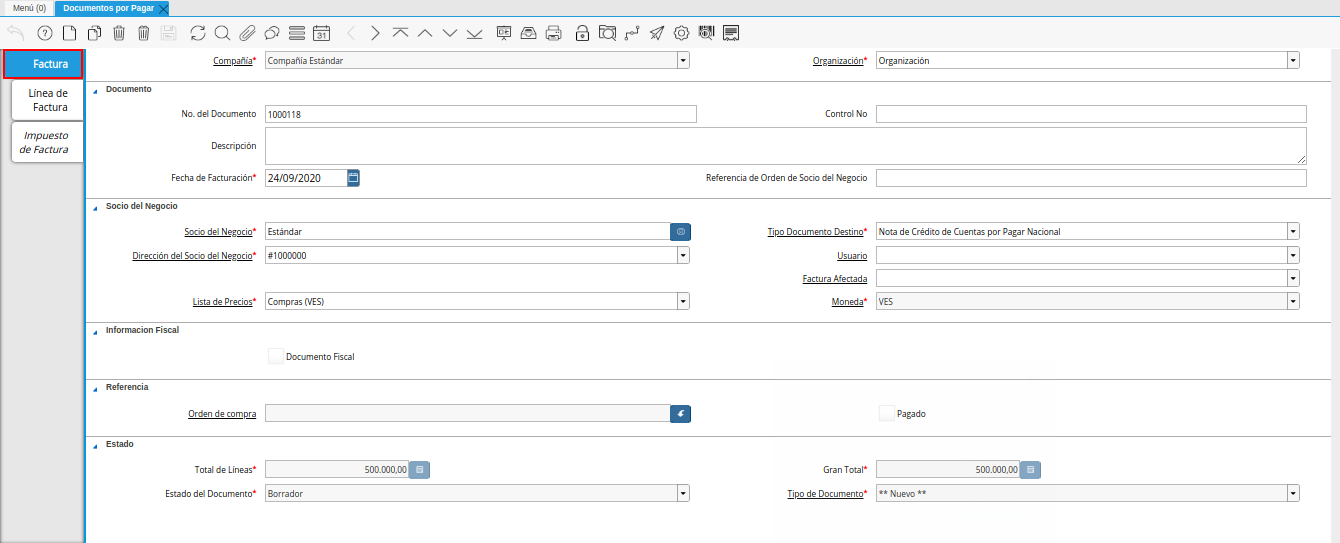 Menú (0) Documentos por Pagar
31
Factura
Línea de
Factura
Impuesto
de Factura
Compañía* Compañía Estándar Organización* Organización
Documento
No. del Documento 1000118 Control No
Descripción
Fecha de Facturación* 24/09/2020 Referencia de Orden de Socio del Negocio
Socio del Negocio
Socio del Negocio* Estándar Tipo Documento Destino* Nota de Crédito de Cuentas por Pagar Nacional
Dirección del Socio del Negocio* #1000000 Usuario
Factura Afectada
Lista de Precios* Compras (VES) Moneda* VES
Informacion Fiscal
Documento Fiscal
Referencia
Orden de compra Pagado
Estado
Total de Líneas* 500.000,00 Gran Total* 500.000,00
Estado del Documento* Borrador Tipo de Documento* ** Nuevo **